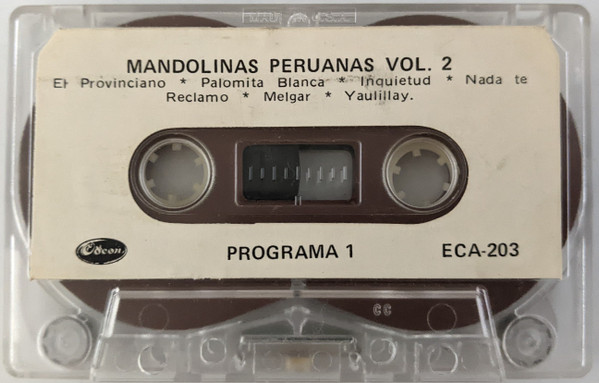 MANDOLINAS PERUANAS VOL. 2
El Provinciano * Palomita Blanca * Inquietud * Nada te
Reclamo * Melgar * Yaulillay.
Odeon
PROGRAMA 1
ECA-203
CC